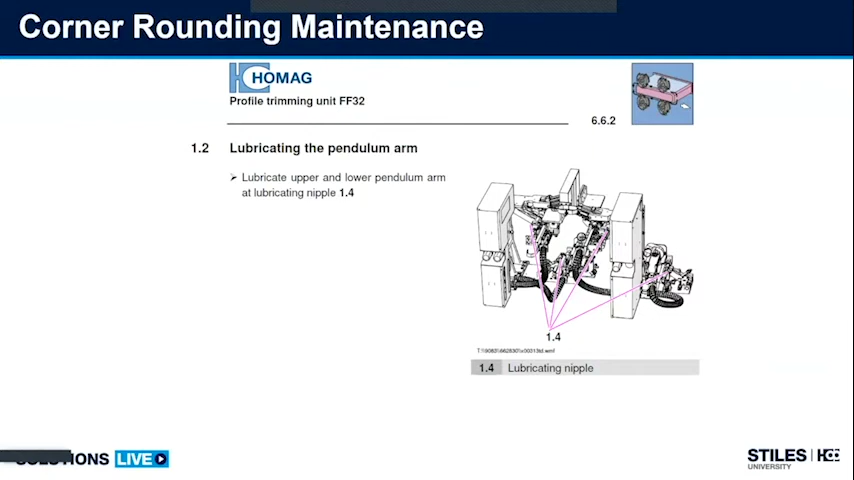 Corner Rounding Maintenance
HOMAG
Profile trimming unit FF32
6.6.2
1.2 Lubricating the pendulum arm
➢ Lubricate upper and lower pendulum arm
at lubricating nipple 1.4
1.4
1.4 Lubricating nipple
LIVE
STILES
UNIVERSITY